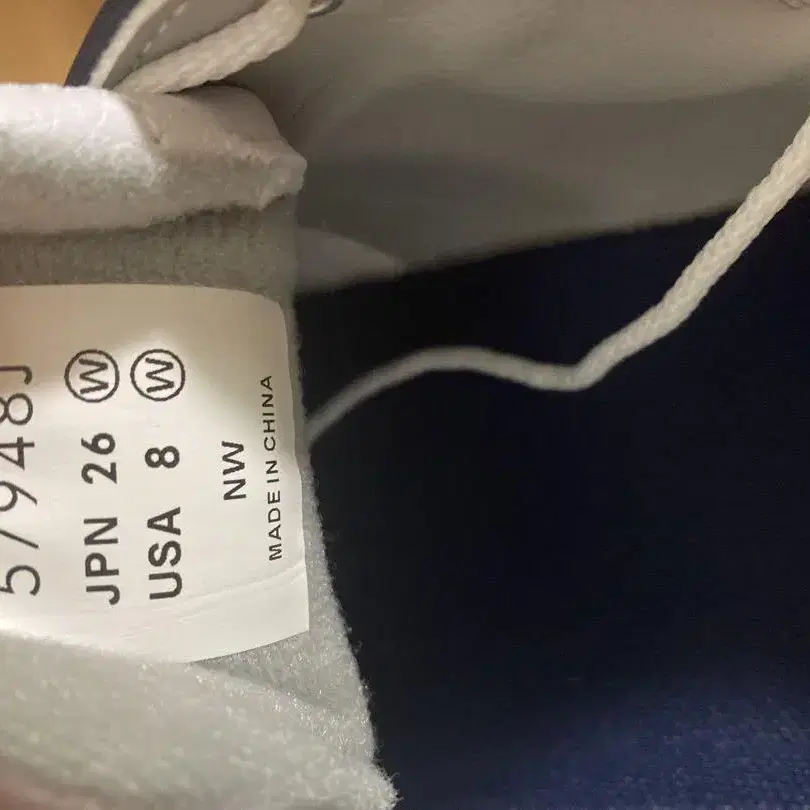 57948J
JPN 26 Ⓦ
USA 8 Ⓦ
NW
MADE IN CHINA